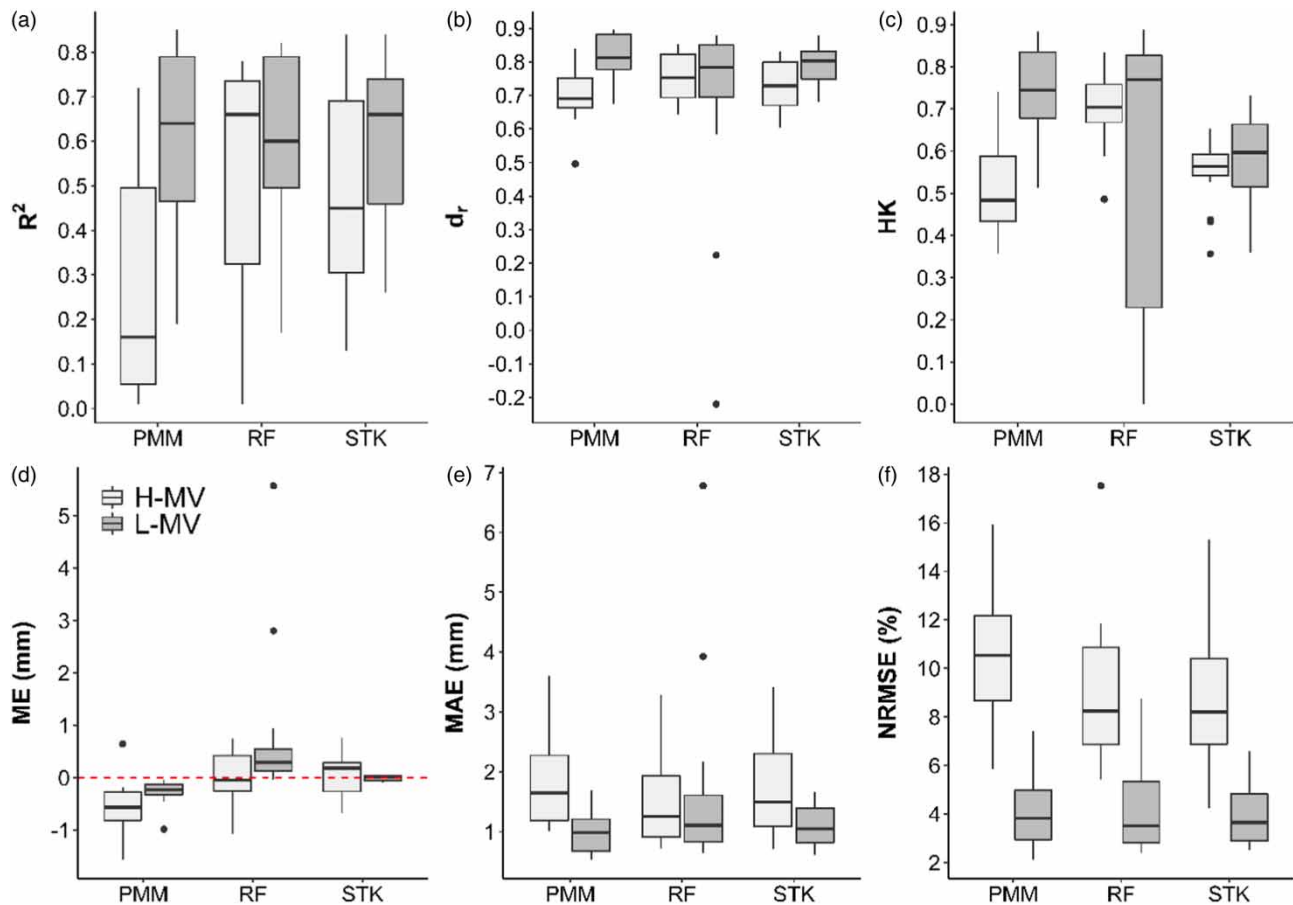 (a)
R²
0.8
0.7
0.6
0.5
0.4
0.3
0.2
0.1
0.0
PMM RF STK
(b)
dr
0.9
0.8
0.7
0.6
0.5
0.4
0.3
0.2
0.1
0.0
-0.1
-0.2
PMM RF STK
(c)
HK
0.9
0.8
0.7
0.6
0.5
0.4
0.3
0.2
0.1
0.0
PMM RF STK
(d)
ME (mm)
5
4
3
2
1
0
-1
H-MV
L-MV
PMM RF STK
(e)
MAE (mm)
7
6
5
4
3
2
1
PMM RF STK
(f)
NRMSE (%)
18
16
14
12
10
8
6
4
2
PMM RF STK